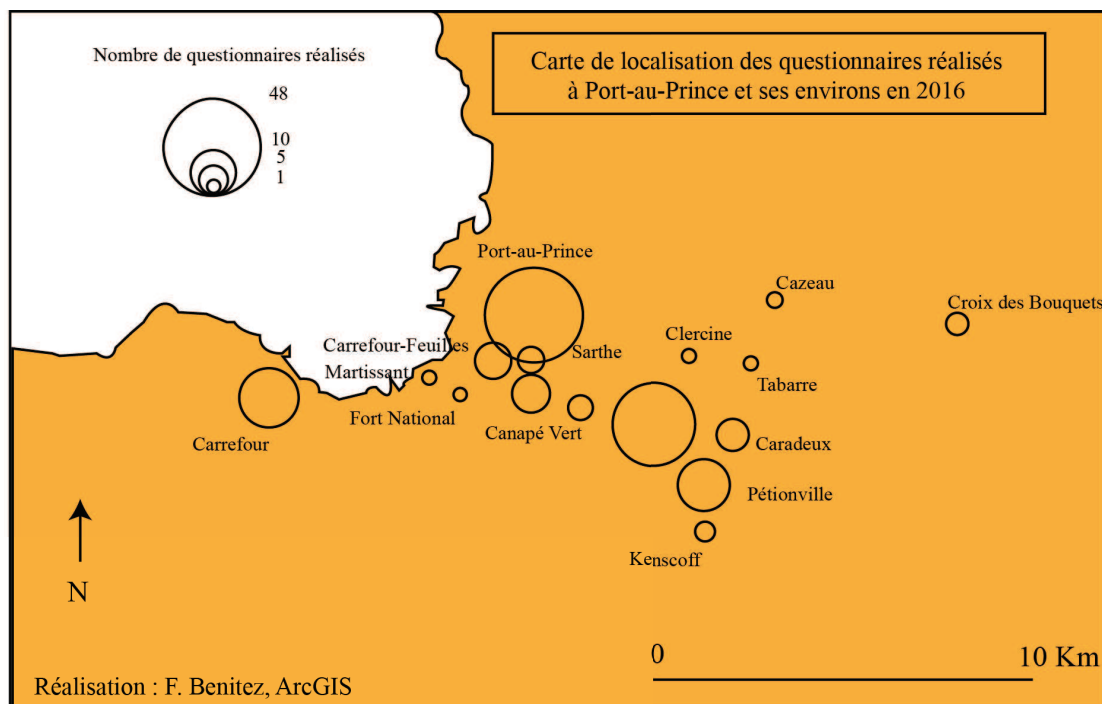 Nombre de questionnaires réalisés
48
10
5
1
Carte de localisation des questionnaires réalisés
à Port-au-Prince et ses environs en 2016
Port-au-Prince
Cazeau
Croix des Bouquets
Clercine
Carrefour-Feuilles
Sarthe
Martissant
Tabarre
Fort National
Canapé Vert
Carrefour
Caradeux
Pétionville
Kenscoff
N
0
10 Km
Réalisation : F. Benitez, ArcGIS